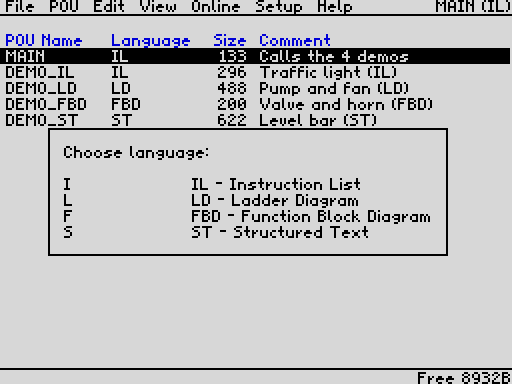 File POU Edit View Online Setup Help MAIN (IL)
POU Name Language Size Comment
MAIN IL 133 Calls the 4 demos
DEMO_IL IL 296 Traffic light (IL)
DEMO_LD LD 488 Pump and fan (LD)
DEMO_FBD FBD 200 Valve and horn (FBD)
DEMO_ST ST 622 Level bar (ST)
Choose language:
I IL - Instruction List
L LD - Ladder Diagram
F FBD - Function Block Diagram
S ST - Structured Text
Free 8932B